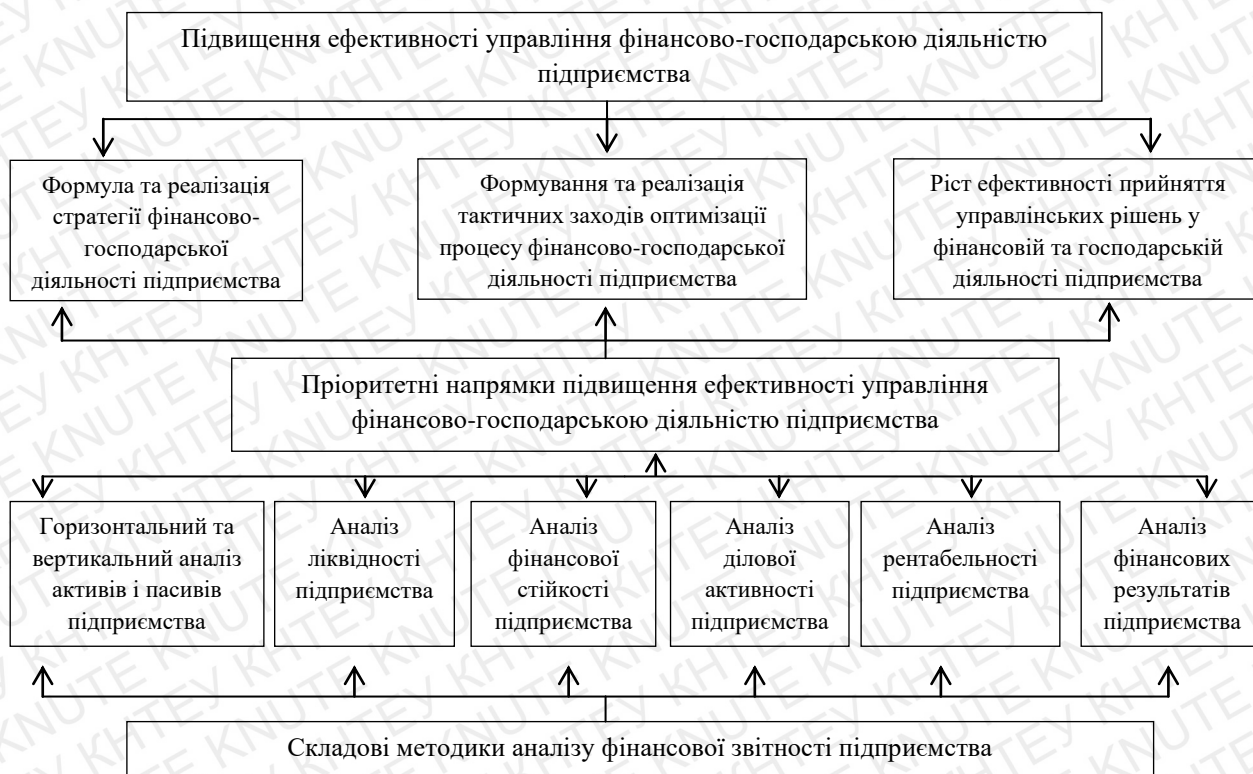 Підвищення ефективності управління фінансово-господарською діяльністю
підприємства
Формула та реалізація
стратегії фінансово-
господарської
діяльності підприємства
Формування та реалізація
тактичних заходів оптимізації
процесу фінансово-господарської
діяльності підприємства
Ріст ефективності прийняття
управлінських рішень у
фінансовій та господарській
діяльності підприємства
Пріоритетні напрямки підвищення ефективності управління
фінансово-господарською діяльністю підприємства
Горизонтальний та
вертикальний аналіз
активів і пасивів
підприємства
Аналіз
ліквідності
підприємства
Аналіз
фінансової
стійкості
підприємства
Аналіз
ділової
активності
підприємства
Аналіз
рентабельності
підприємства
Аналіз
фінансових
результатів
підприємства
Складові методики аналізу фінансової звітності підприємства